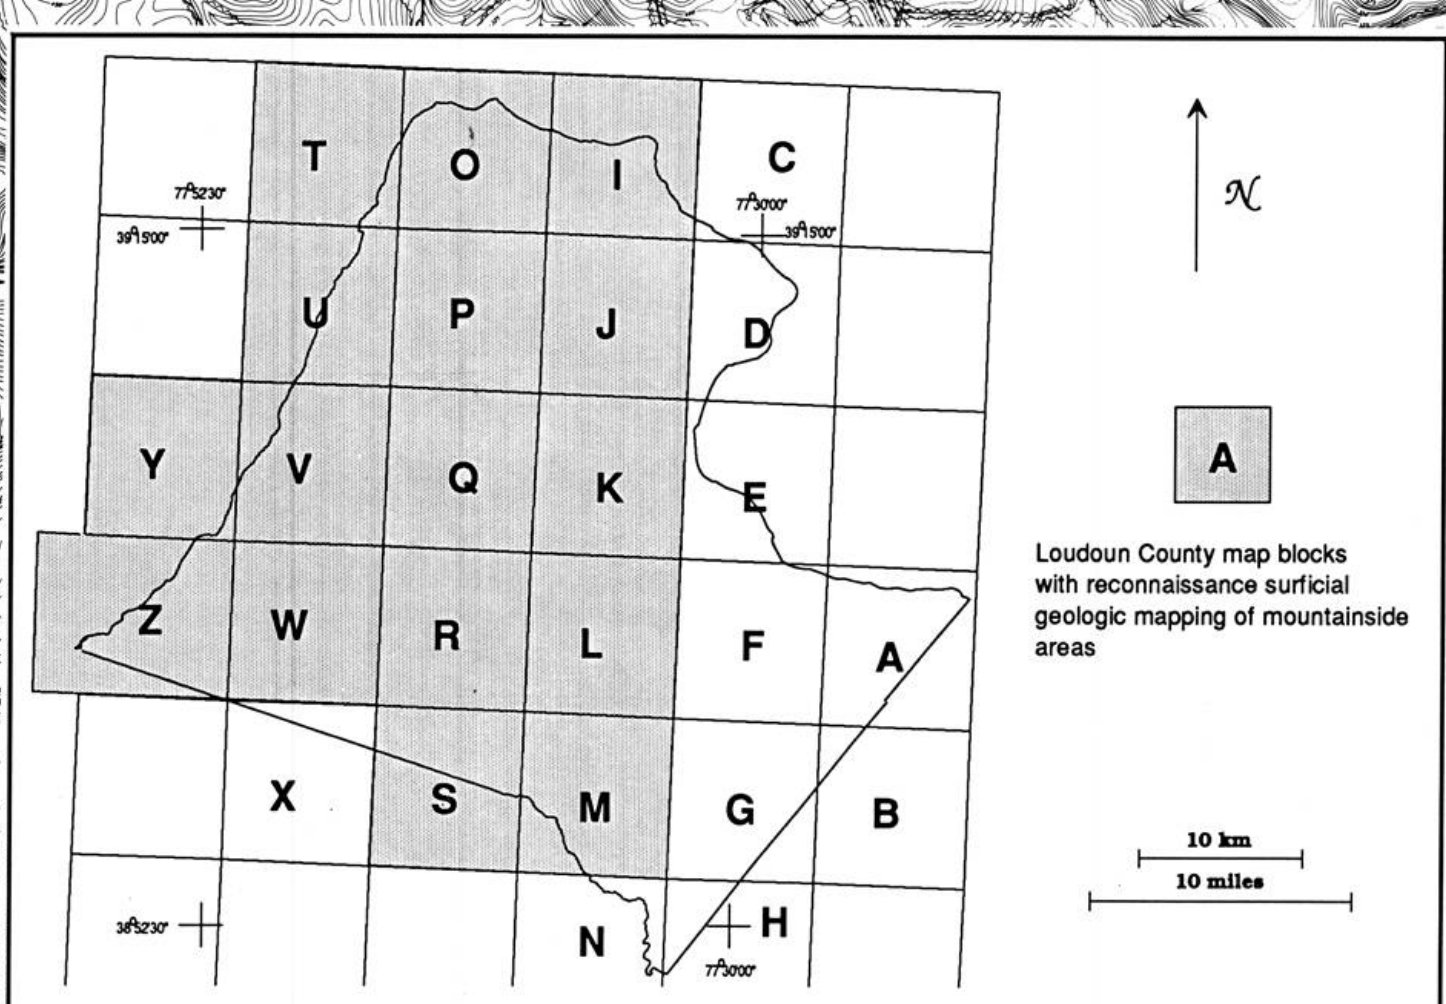 T
O
I
C
77°52'30"
77°30'00"
39°15'00"
39°15'00"
N
U
P
J
D
Y
V
Q
K
E
A
Loudoun County map blocks
with reconnaissance surficial
geologic mapping of mountainside
areas
Z
W
R
L
F
A
X
S
M
G
B
10 km
10 miles
38°52'30"
N
H
77°30'00"